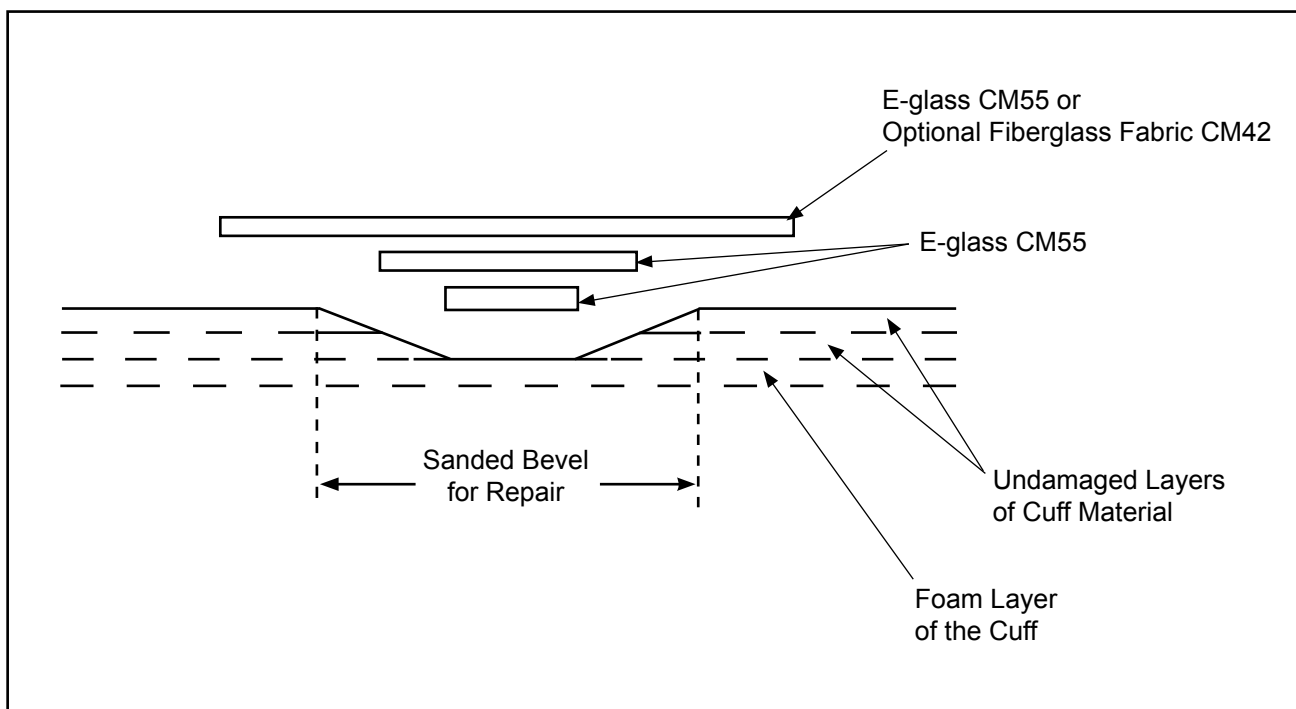 E-glass CM55 or
Optional Fiberglass Fabric CM42
E-glass CM55
Sanded Bevel
for Repair
Undamaged Layers
of Cuff Material
Foam Layer
of the Cuff